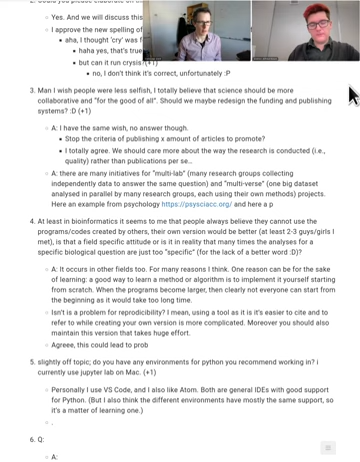 Yes. And we will discuss this
I approve the new spelling of
aha, I thought 'cry' was f
haha yes, that's true
but can it run crysis? (+1)
no, I don't think it's correct, unfortunately :P
3. Man I wish people were less selfish, I totally believe that science should be more
collaborative and "for the good of all". Should we maybe redesign the funding and publishing
systems? :D (+1)
A: I have the same wish, no answer though.
Stop the criteria of publishing x amount of articles to promote?
I totally agree. We should care more about the way the research is conducted (i.e.,
quality) rather than publications per se…
A: there are many initiatives for "multi-lab" (many research groups collecting
independently data to answer the same question) and "multi-verse" (one big dataset
analysed in parallel by many research groups, each using their own methods) projects.
Here an example from psychology https://psysciacc.org/ and here a p
4. At least in bioinformatics it seems to me that people always believe they cannot use the
programs/codes created by others, their own version would be better (at least 2-3 guys/girls I
met), is that a field specific attitude or is it in reality that many times the analyses for a
specific biological question are just too "specific" (for the lack of a better word :D)?
A: It occurs in other fields too. For many reasons I think. One reason can be for the sake
of learning: a good way to learn a method or algorithm is to implement it yourself starting
from scratch. When the programs become larger, then clearly not everyone can start from
the beginning as it would take too long time.
Isn't is a problem for reprodicibility? I mean, using a tool as it is it's easier to cite and to
refer to while creating your own version is more complicated. Moreover you should also
maintain this version that takes huge effort.
Agree, this could lead to prob
5. slightly off topic; do you have any environments for python you recommend working in? i
currently use jupyter lab on Mac. (+1)
Personally I use VS Code, and I also like Atom. Both are general IDEs with good support
for Python. (But I also think the different environments have mostly the same support, so
it's a matter of learning one.)
.
6. Q:
A: